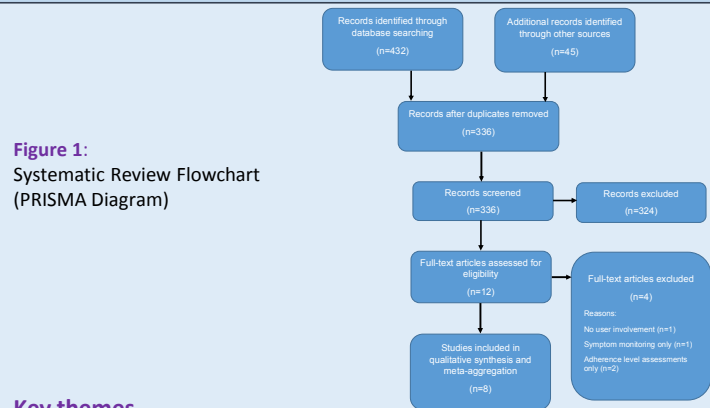 Records identified through
database searching
(n=432)
Additional records identified
through other sources
(n=45)
Records after duplicates removed
(n=336)
Figure 1:
Systematic Review Flowchart
(PRISMA Diagram)
Records screened
(n=336)
Records excluded
(n=324)
Full-text articles assessed for
eligibility
(n=12)
Full-text articles excluded
(n=4)
Reasons:
No user involvement (n=1)
Symptom monitoring only (n=1)
Adherence level assessments
only (n=2)
Studies included in
qualitative synthesis and
meta-aggregation
(n=8)
Key themes